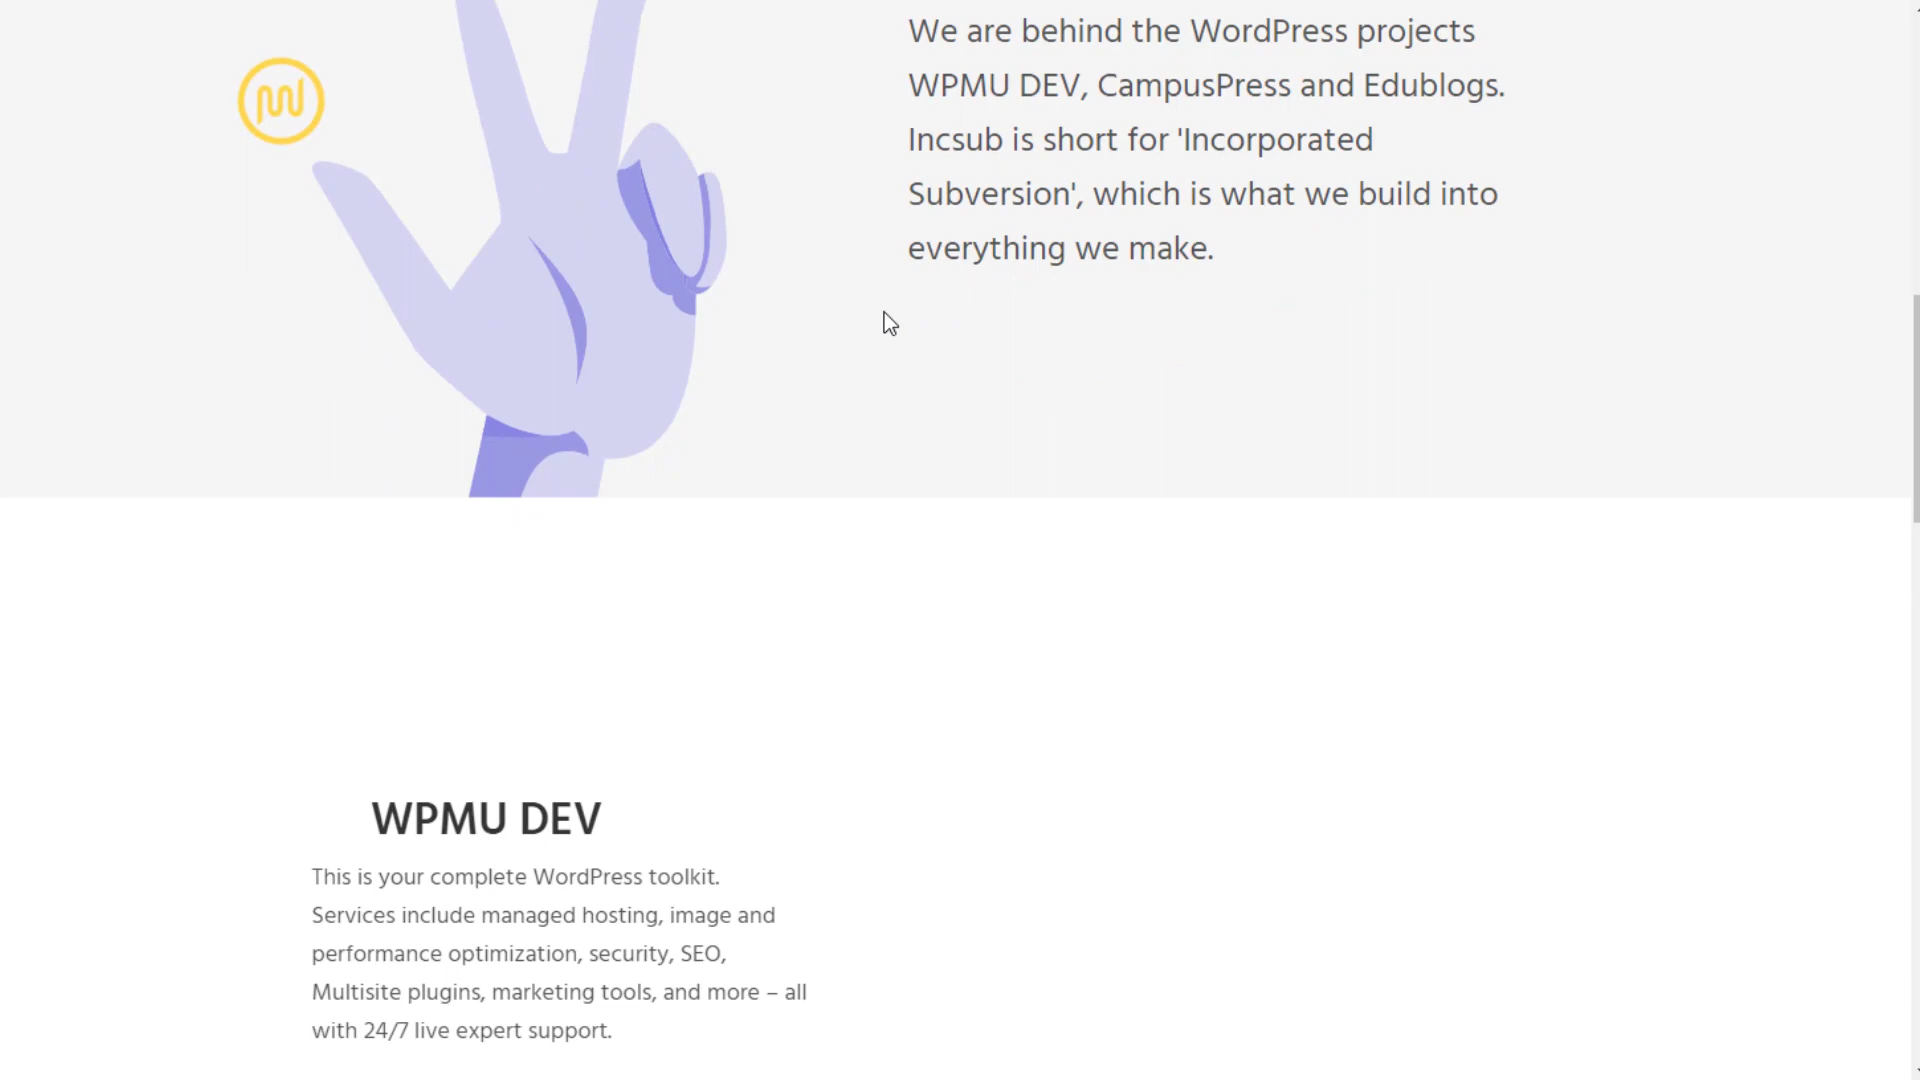 We are behind the WordPress projects
WPMU DEV, CampusPress and Edublogs.
Incsub is short for 'Incorporated
Subversion', which is what we build into
everything we make.
WPMU DEV
This is your complete WordPress toolkit.
Services include managed hosting, image and
performance optimization, security, SEO,
Multisite plugins, marketing tools, and more – all
with 24/7 live expert support.